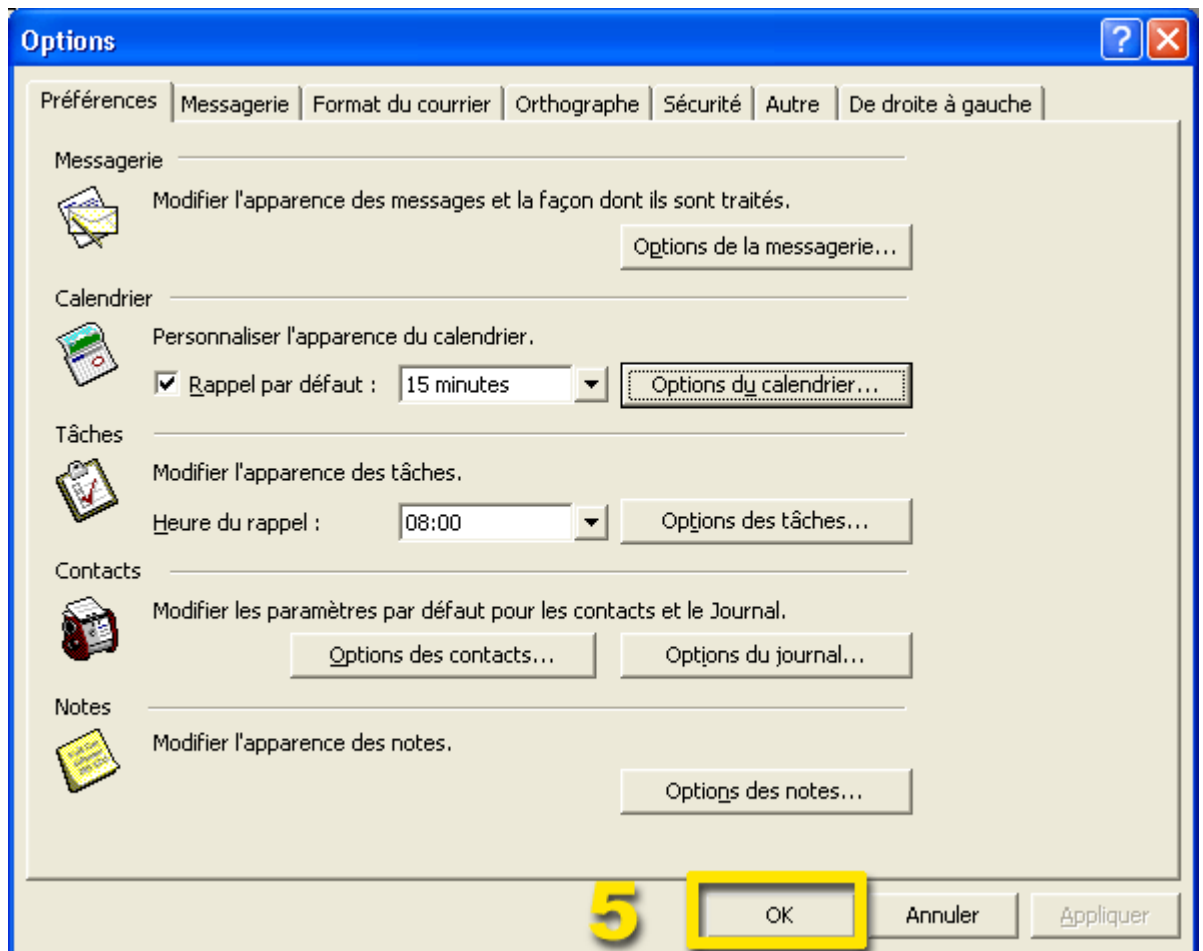 Options
Préférences Messagerie Format du courrier Orthographe Sécurité Autre De droite à gauche
Messagerie
Modifier l'apparence des messages et la façon dont ils sont traités.
Options de la messagerie...
Calendrier
Personnaliser l'apparence du calendrier.
Rappel par défaut : 15 minutes Options du calendrier...
Tâches
Modifier l'apparence des tâches.
Heure du rappel : 08:00 Options des tâches...
Contacts
Modifier les paramètres par défaut pour les contacts et le Journal.
Options des contacts... Options du journal...
Notes
Modifier l'apparence des notes.
Options des notes...
5 OK Annuler Appliquer